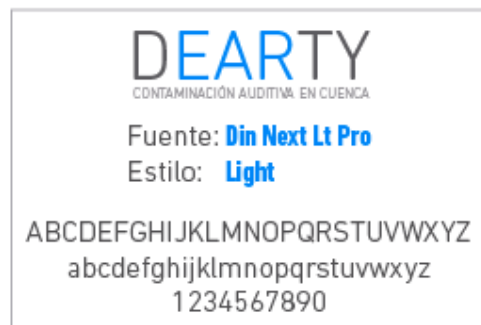 DEARTY
CONTAMINACIÓN AUDITIVA EN CUENCA
Fuente: Din Next Lt Pro
Estilo: Light
ABCDEFGHIJKLMNOPQRSTUVWXYZ
abcdefghijklmnopqrstuvwxyz
1234567890